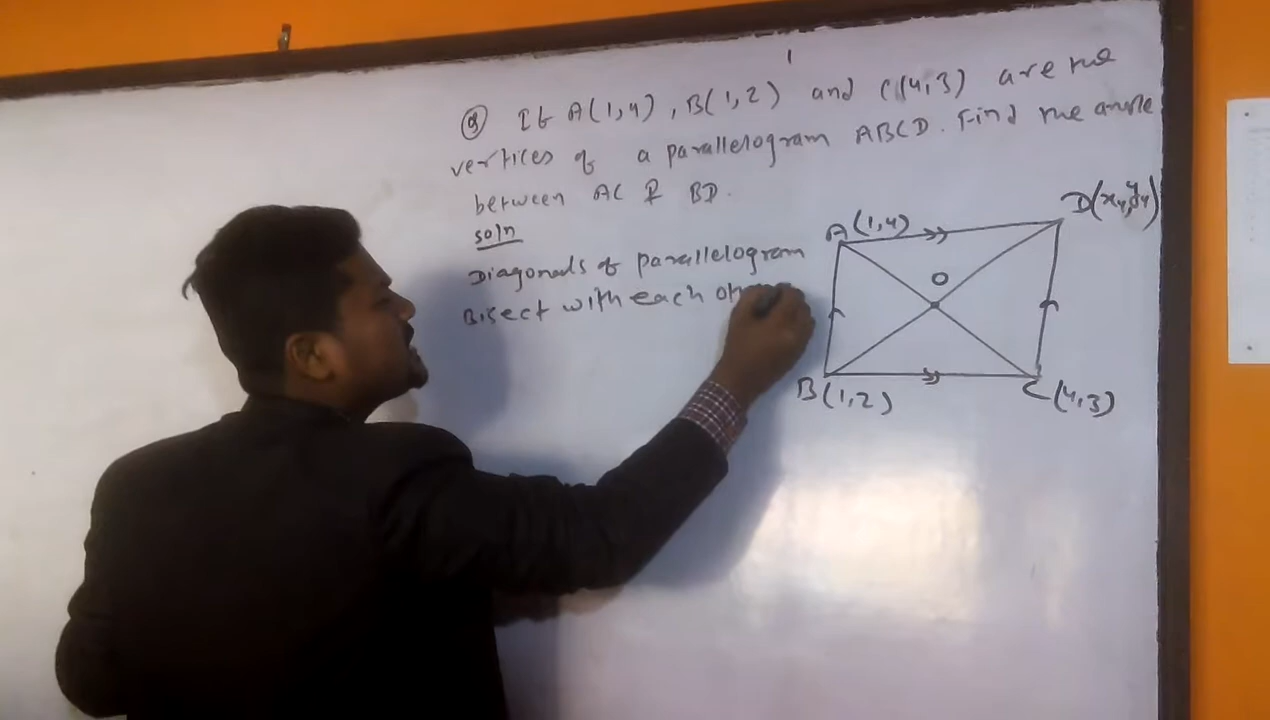 Q If A(1,4), B(1,2) and C(4,3) are the
vertices of a parallelogram ABCD. Find the angle
between AC & BD.
soln
Diagonals of parallelogram
Bisect with each oth
A(1,4)
D(x4,y4)
O
B(1,2)
C(4,3)